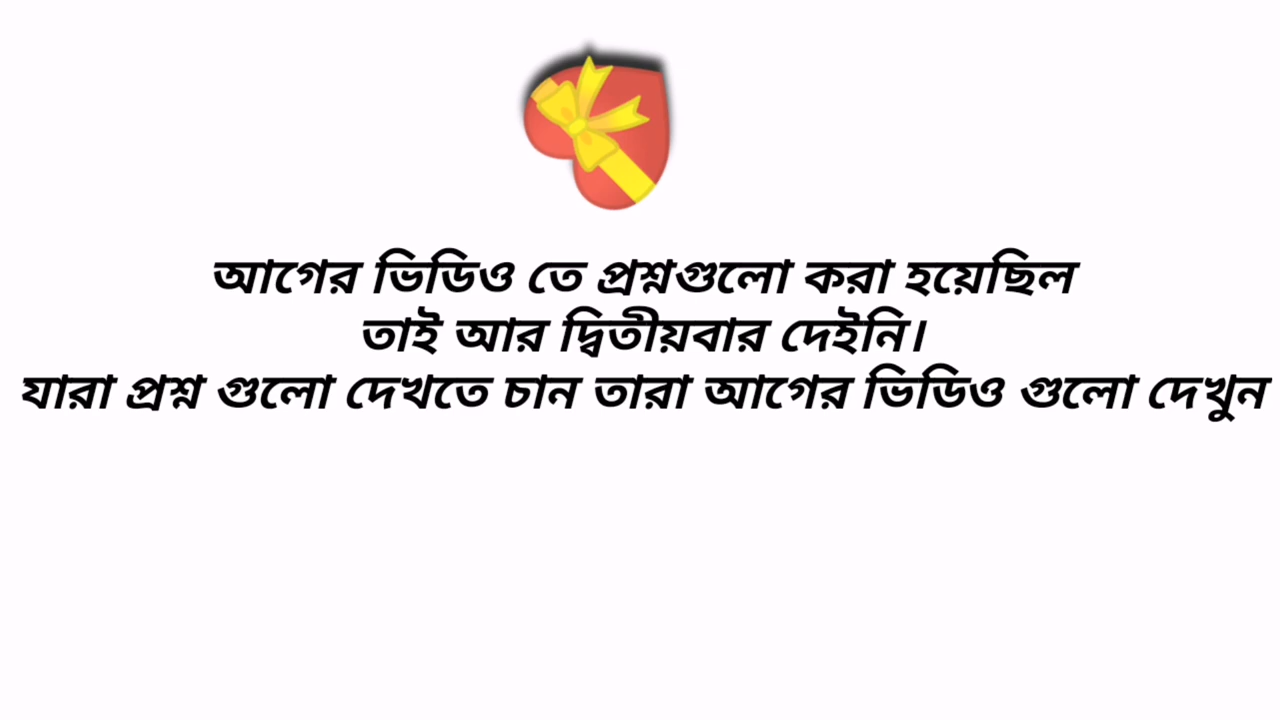 আগের ভিডিও তে প্রশ্নগুলো করা হয়েছিল
তাই আর দ্বিতীয়বার দেইনি।
যারা প্রশ্ন গুলো দেখতে চান তারা আগের ভিডিও গুলো দেখুন